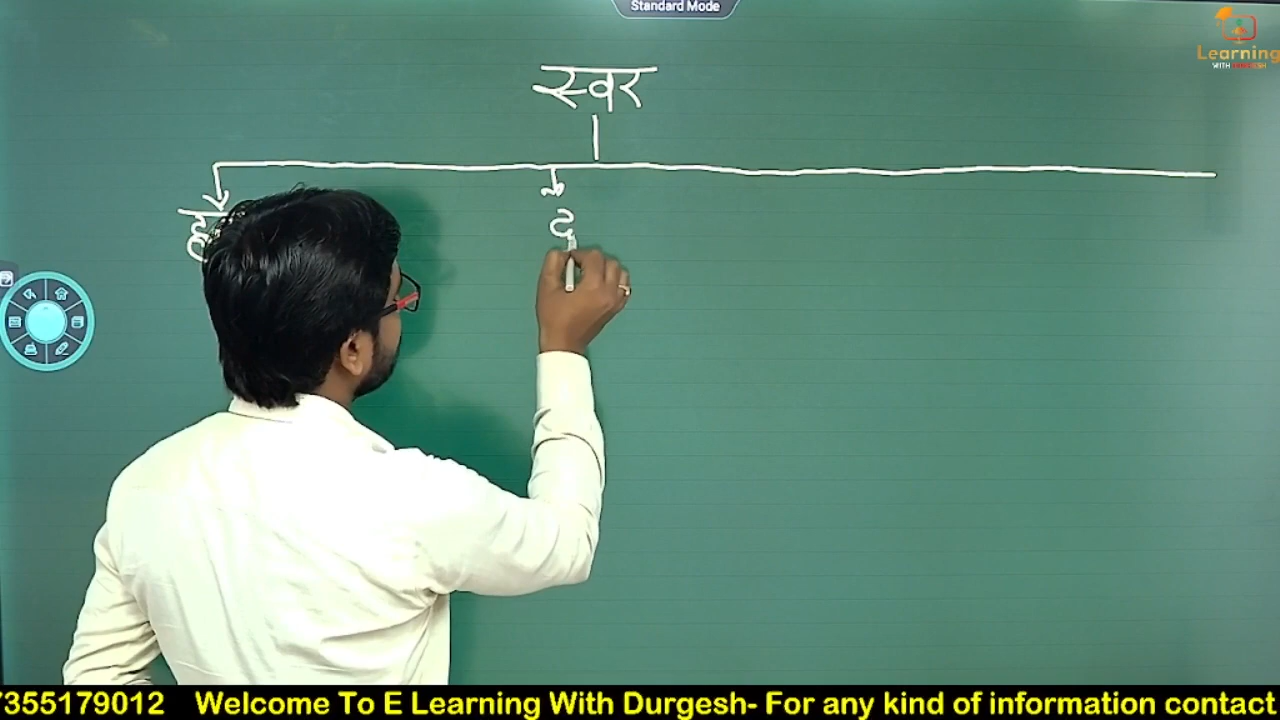 Standard Mode
Learning
स्वर
7355179012 Welcome To E Learning With Durgesh- For any kind of information contact